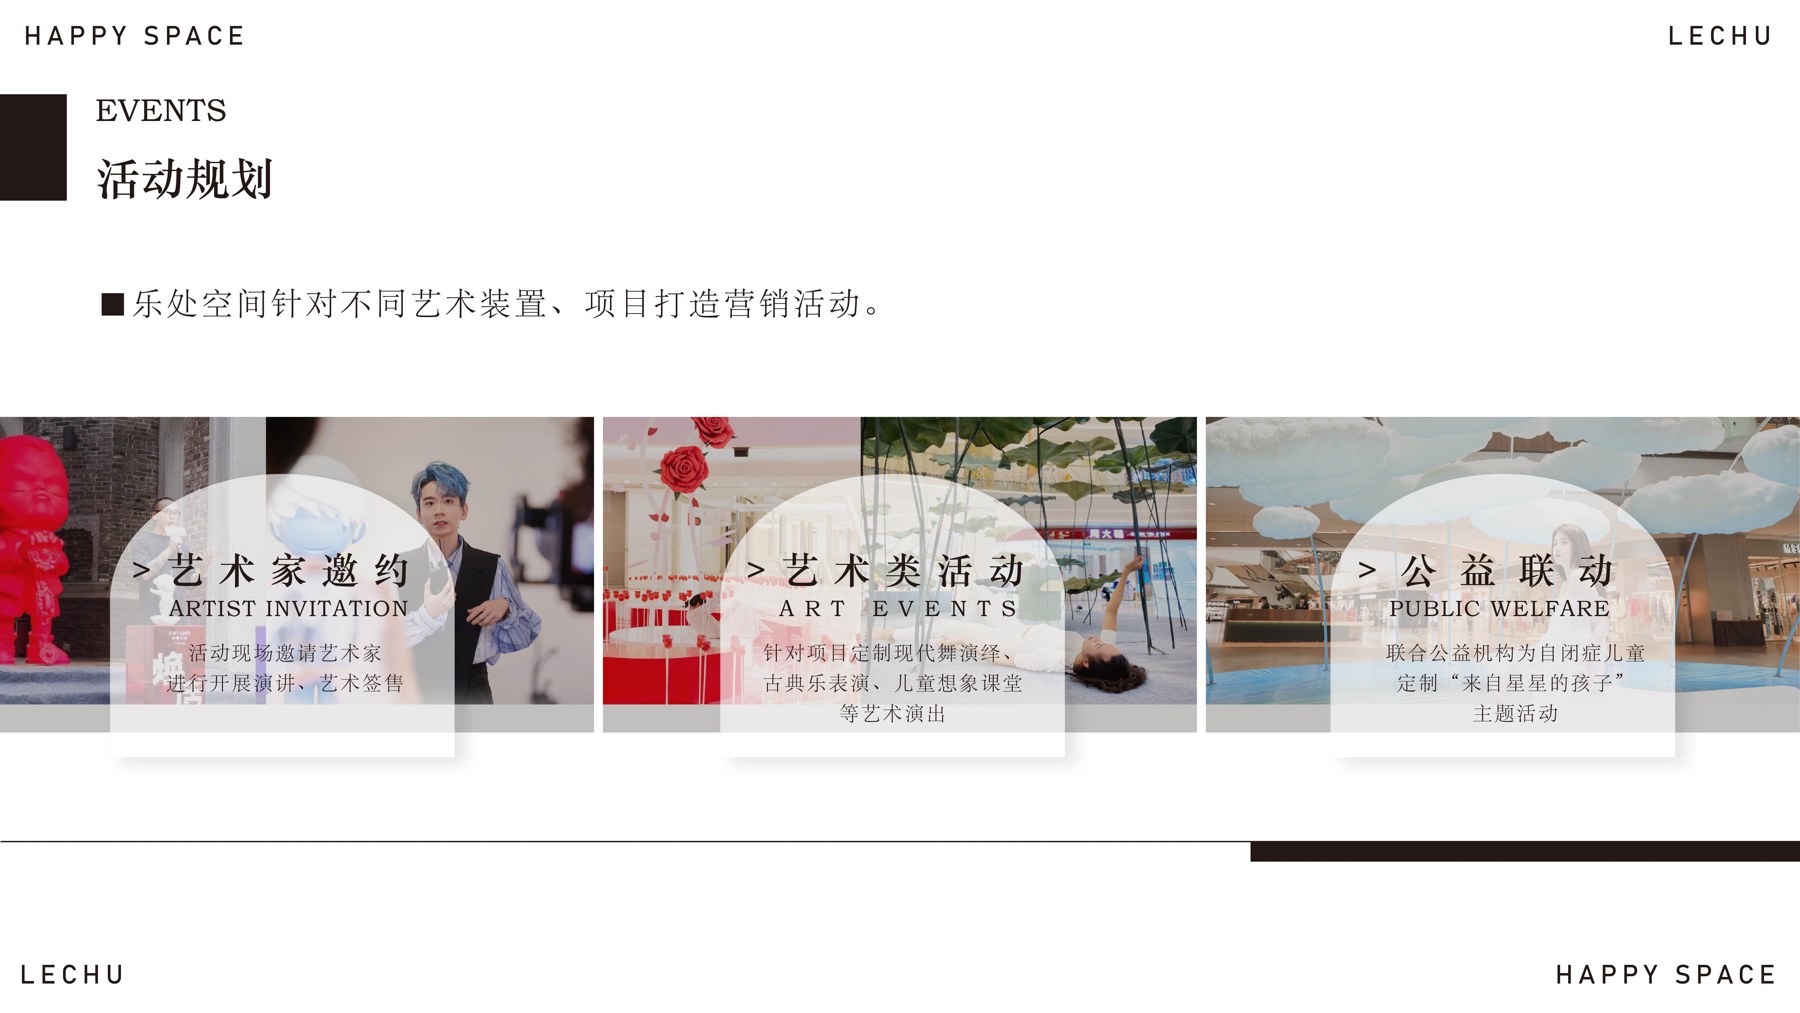 HAPPY SPACE
LECHU
EVENTS
活动规划
■乐处空间针对不同艺术装置、项目打造营销活动。
> 艺术家邀约
ARTIST INVITATION
活动现场邀请艺术家
进行开展演讲、艺术签售
> 艺术类活动
ART EVENTS
针对项目定制现代舞演绎、
古典乐表演、儿童想象课堂
等艺术演出
> 公益联动
PUBLIC WELFARE
联合公益机构为自闭症儿童
定制“来自星星的孩子”
主题活动
LECHU
HAPPY SPACE